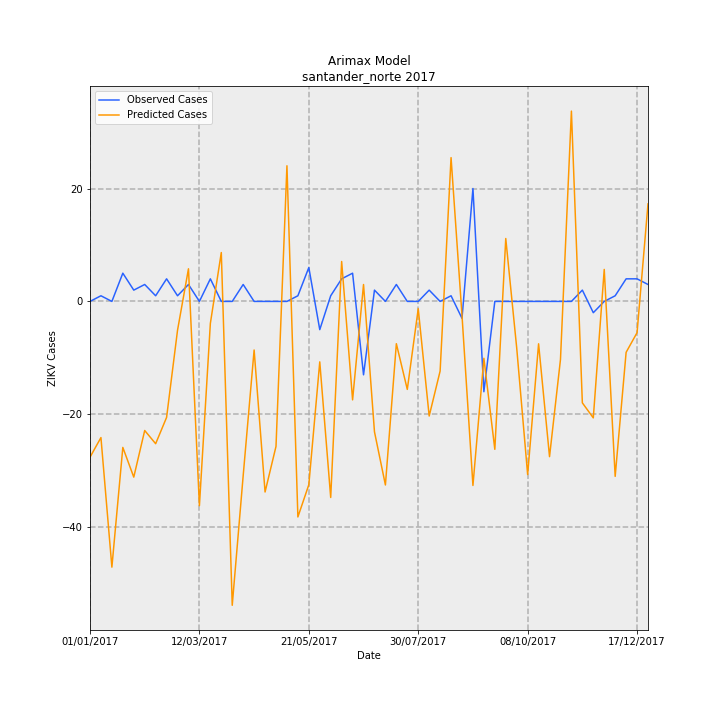 Arimax Model
santander_norte 2017
Observed Cases
Predicted Cases
ZIKV Cases
20
0
−20
−40
01/01/2017
12/03/2017
21/05/2017
30/07/2017
08/10/2017
17/12/2017
Date